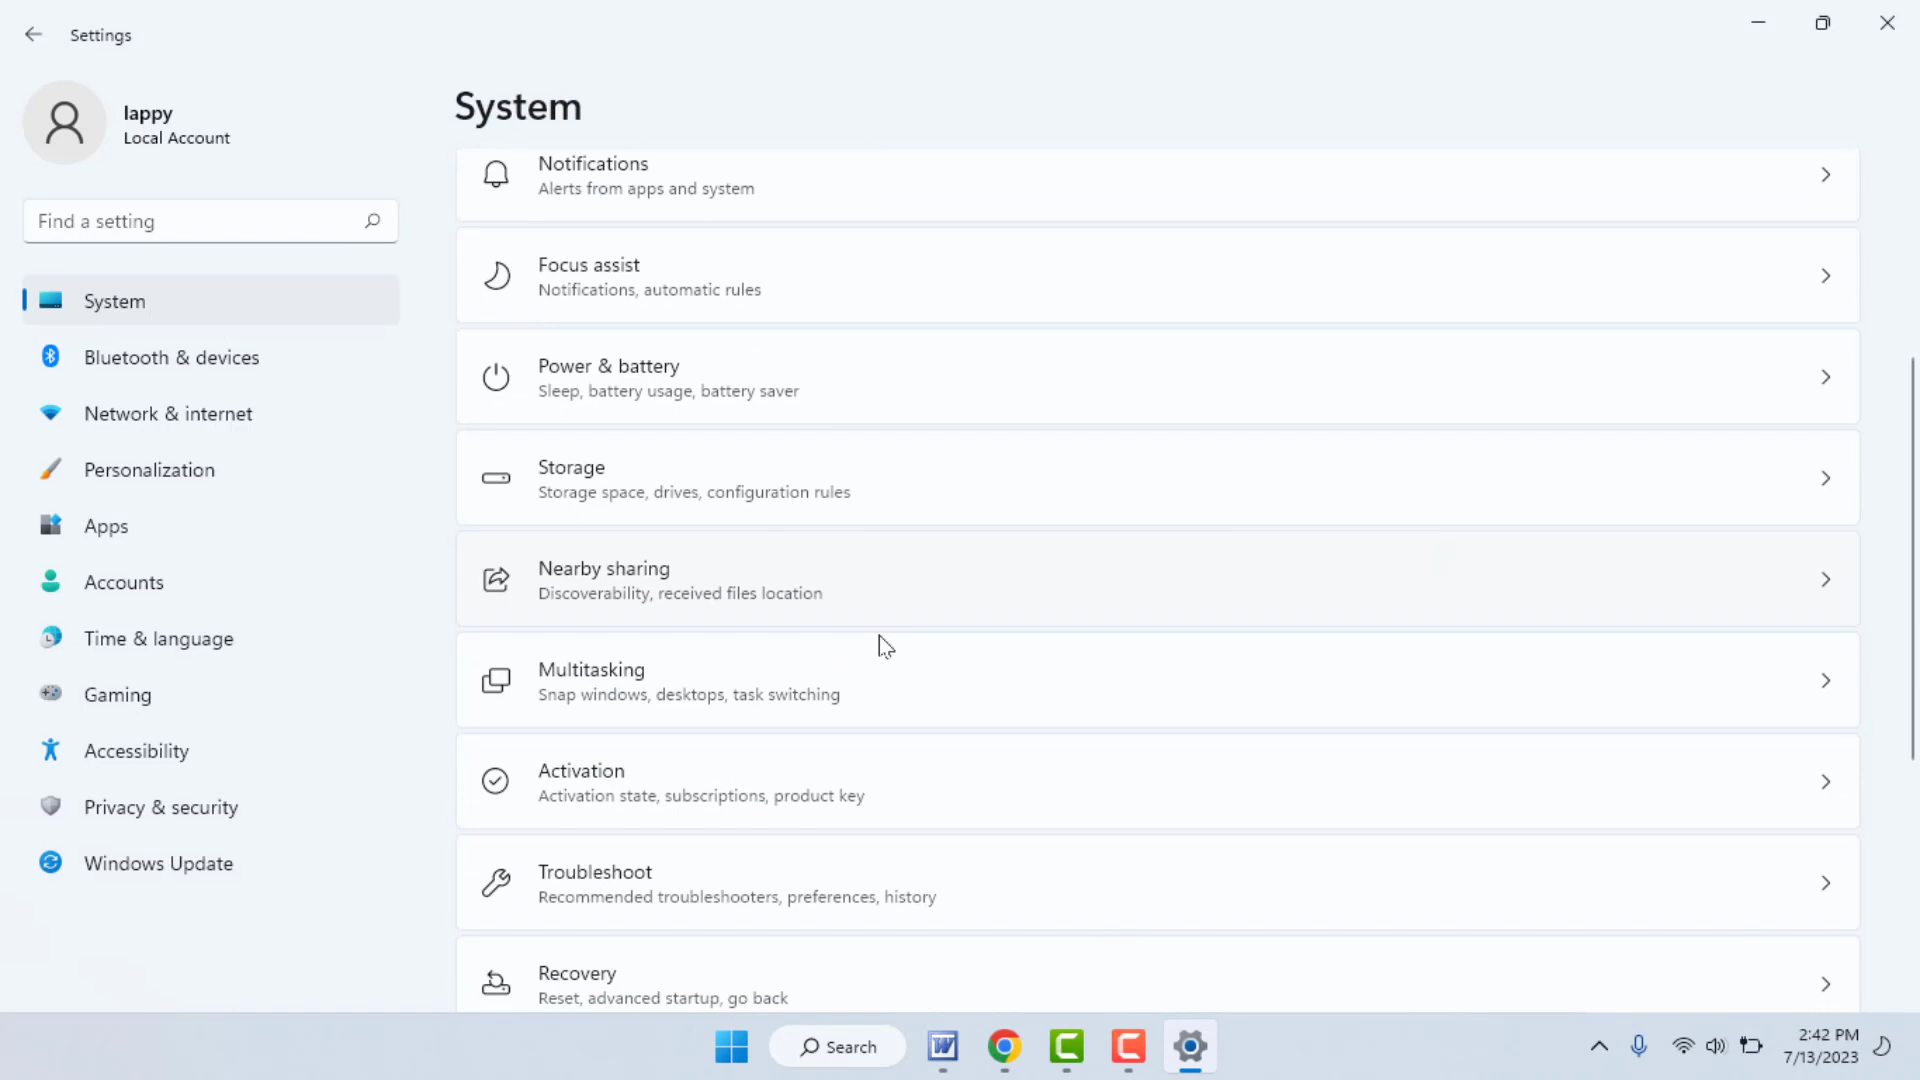 Settings
lappy
Local Account
Find a setting
System
Bluetooth & devices
Network & internet
Personalization
Apps
Accounts
Time & language
Gaming
Accessibility
Privacy & security
Windows Update
System
Notifications
Alerts from apps and system
Focus assist
Notifications, automatic rules
Power & battery
Sleep, battery usage, battery saver
Storage
Storage space, drives, configuration rules
Nearby sharing
Discoverability, received files location
Multitasking
Snap windows, desktops, task switching
Activation
Activation state, subscriptions, product key
Troubleshoot
Recommended troubleshooters, preferences, history
Recovery
Reset, advanced startup, go back
Search
2:42 PM
7/13/2023